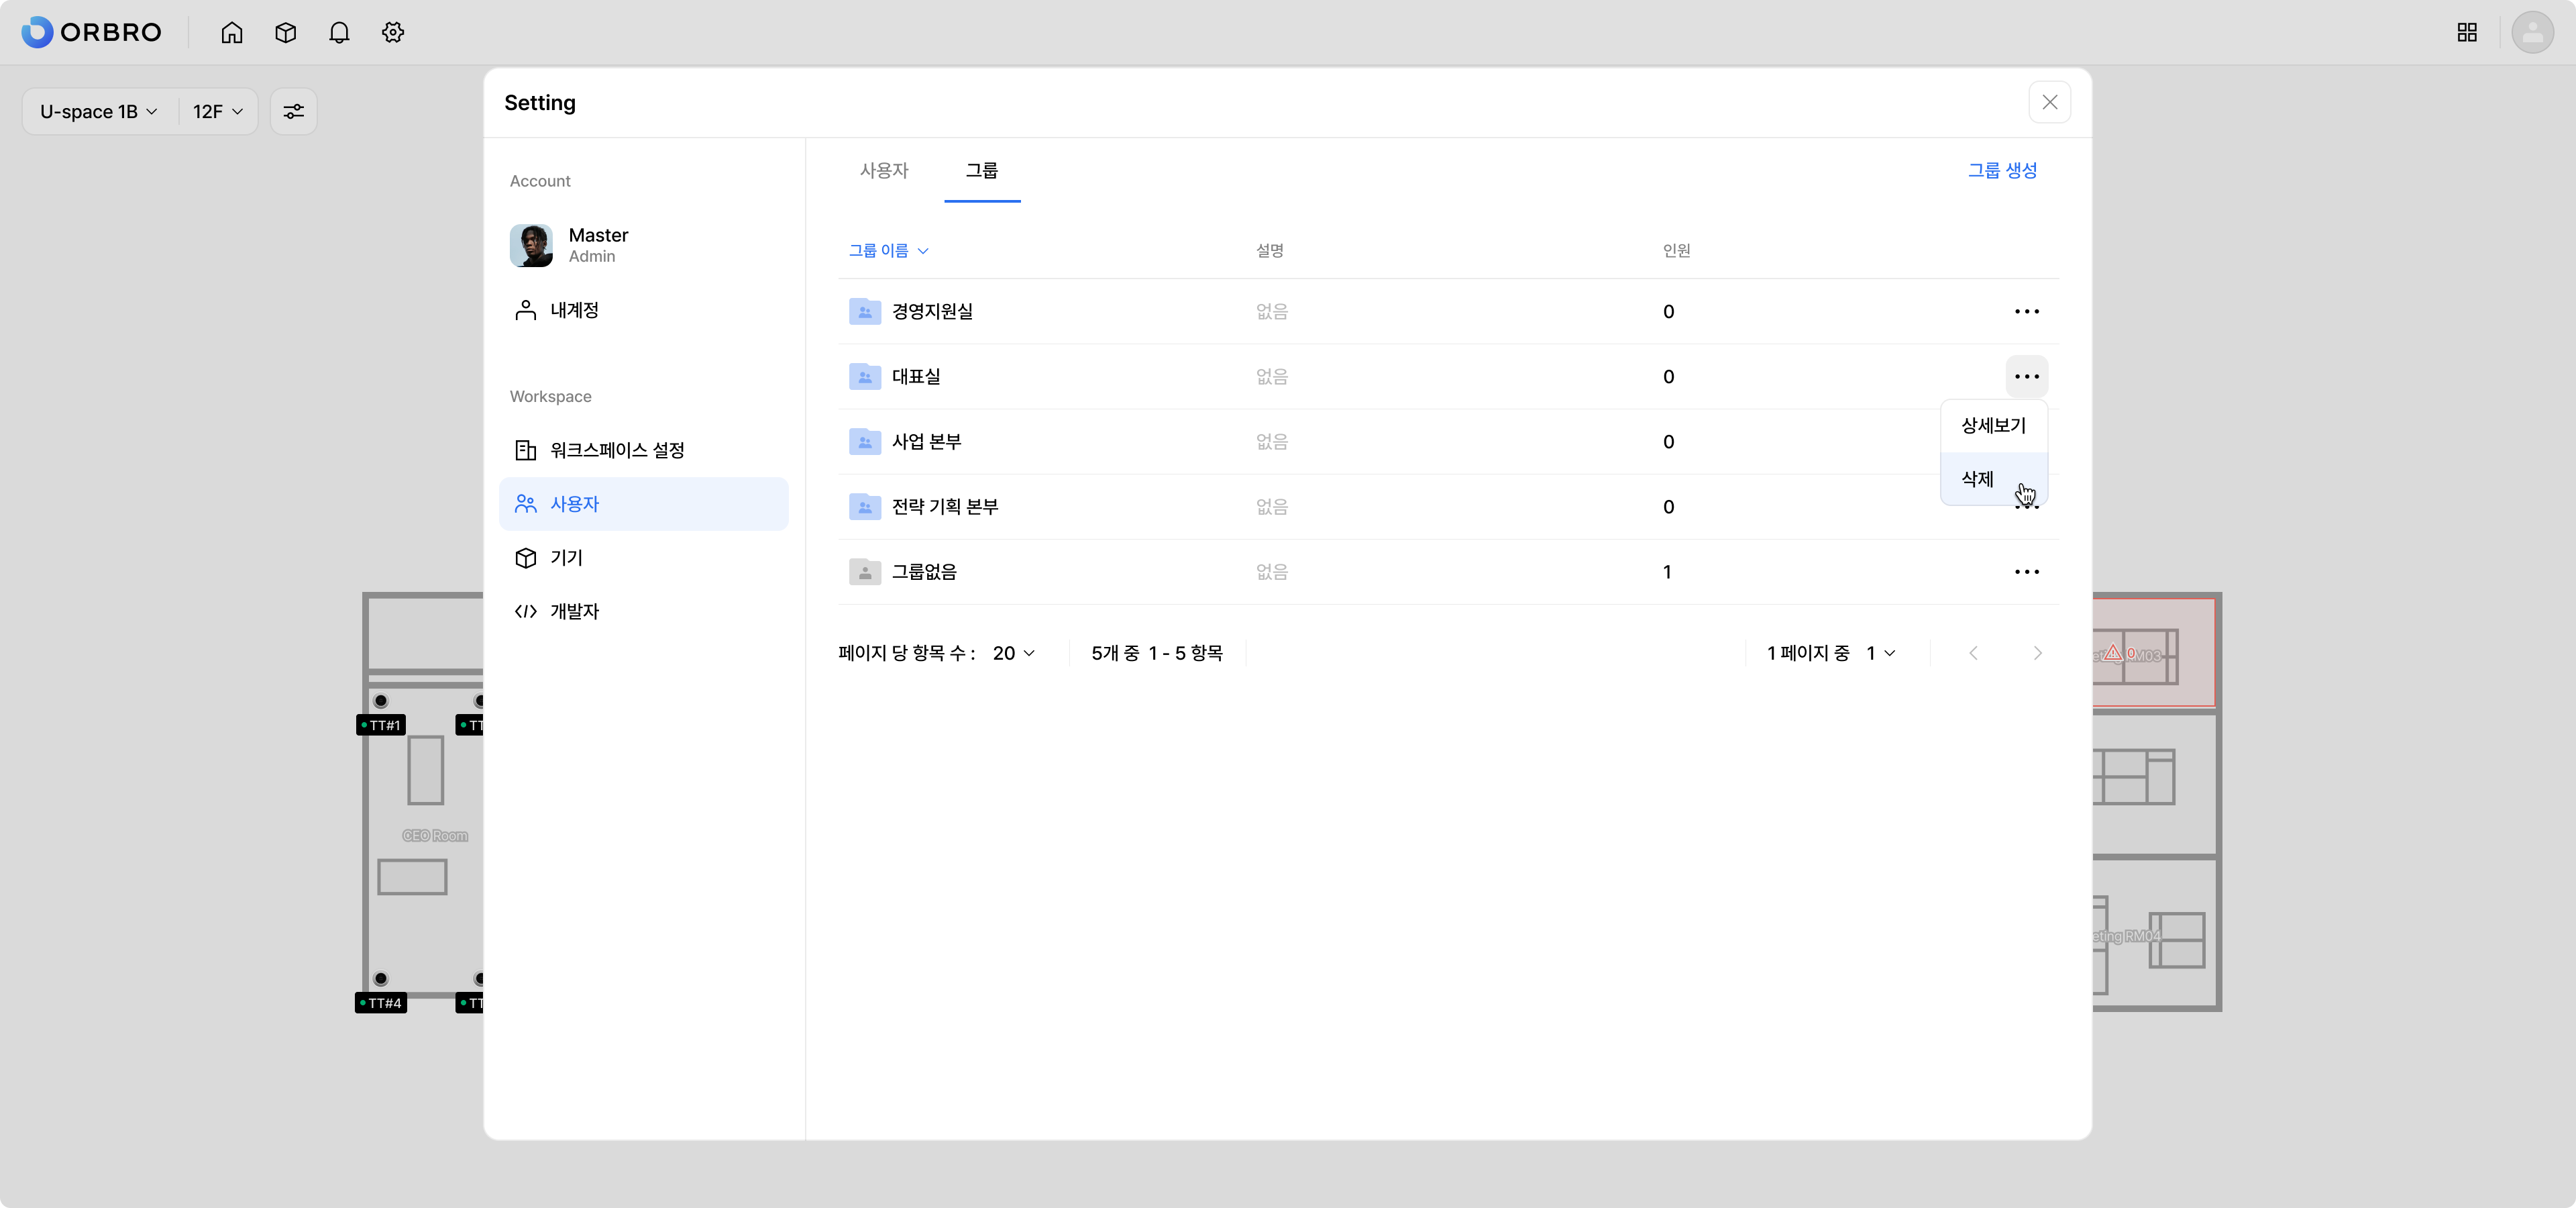 ORBRO
U-space 1B 12F
Setting
Account
Master
Admin
내계정
Workspace
워크스페이스 설정
사용자
기기
개발자
사용자 그룹 그룹 생성
그룹 이름 설명 인원
경영지원실 없음 0
대표실 없음 0
상세보기
사업 본부 없음 0
삭제
전략 기획 본부 없음 0
그룹없음 없음 1
페이지 당 항목 수 : 20 5개 중 1 - 5 항목 1 페이지 중 1
0
TT#1
TT
CEO Room
TT#4
TT
eting RM04